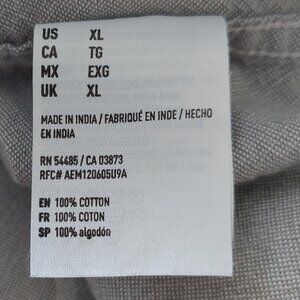 US XL
CA TG
MX EXG
UK XL
MADE IN INDIA / FABRIQUÉ EN INDE / HECHO
EN INDIA
RN 54485 / CA 03873
RFC# AEM120605U9A
EN 100% COTTON
FR 100% COTON
SP 100% algodón